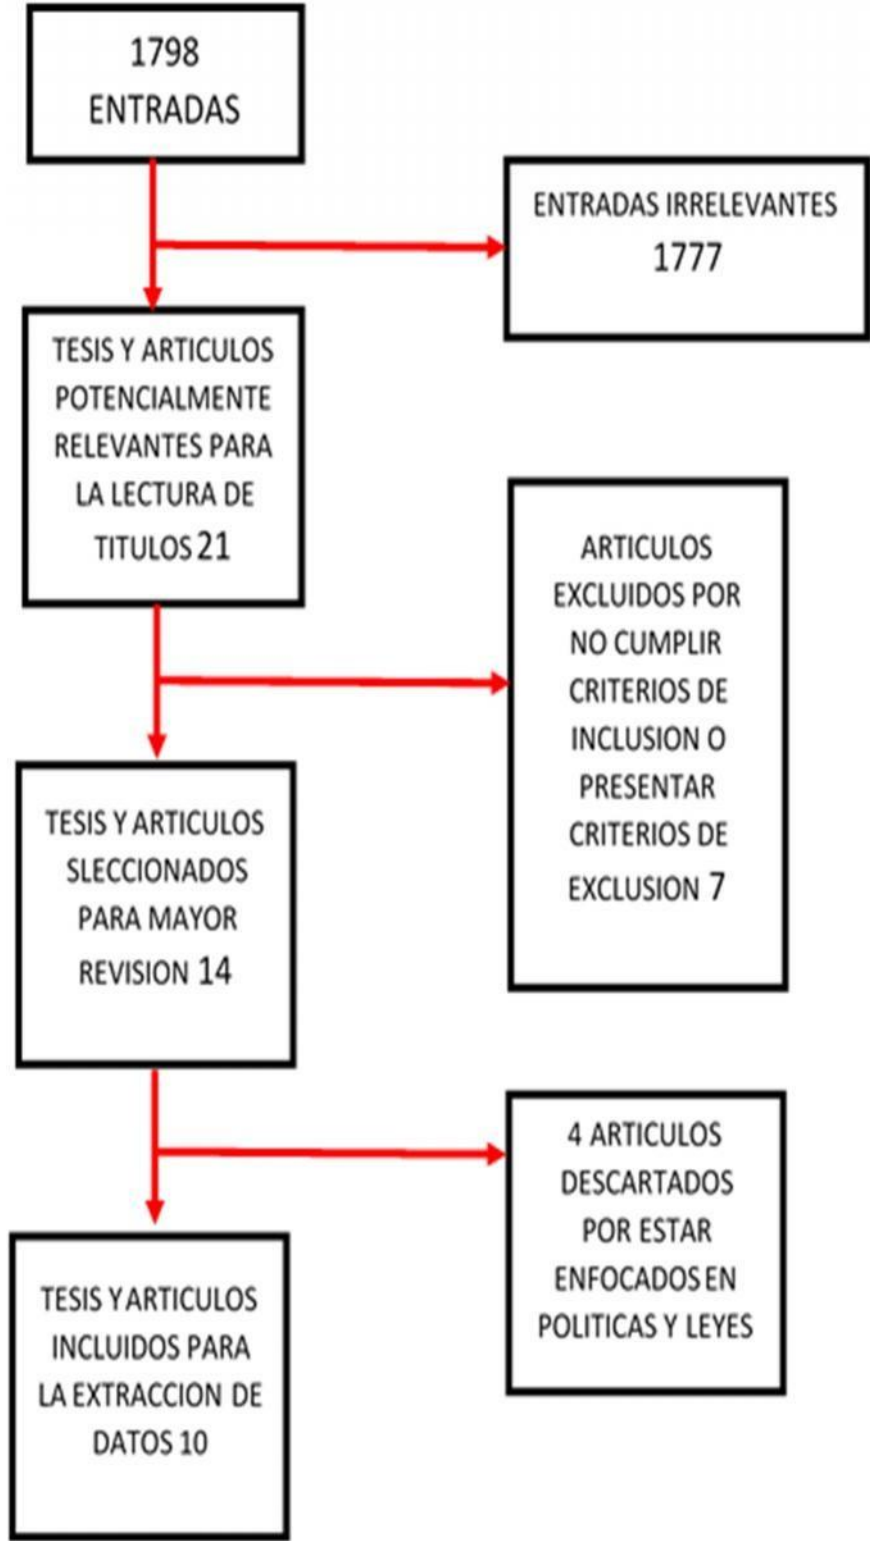 1798
ENTRADAS
ENTRADAS IRRELEVANTES
1777
TESIS Y ARTICULOS
POTENCIALMENTE
RELEVANTES PARA
LA LECTURA DE
TITULOS 21
ARTICULOS
EXCLUIDOS POR
NO CUMPLIR
CRITERIOS DE
INCLUSION O
PRESENTAR
CRITERIOS DE
EXCLUSION 7
TESIS Y ARTICULOS
SLECCIONADOS
PARA MAYOR
REVISION 14
4 ARTICULOS
DESCARTADOS
POR ESTAR
ENFOCADOS EN
POLITICAS Y LEYES
TESIS Y ARTICULOS
INCLUIDOS PARA
LA EXTRACCION DE
DATOS 10